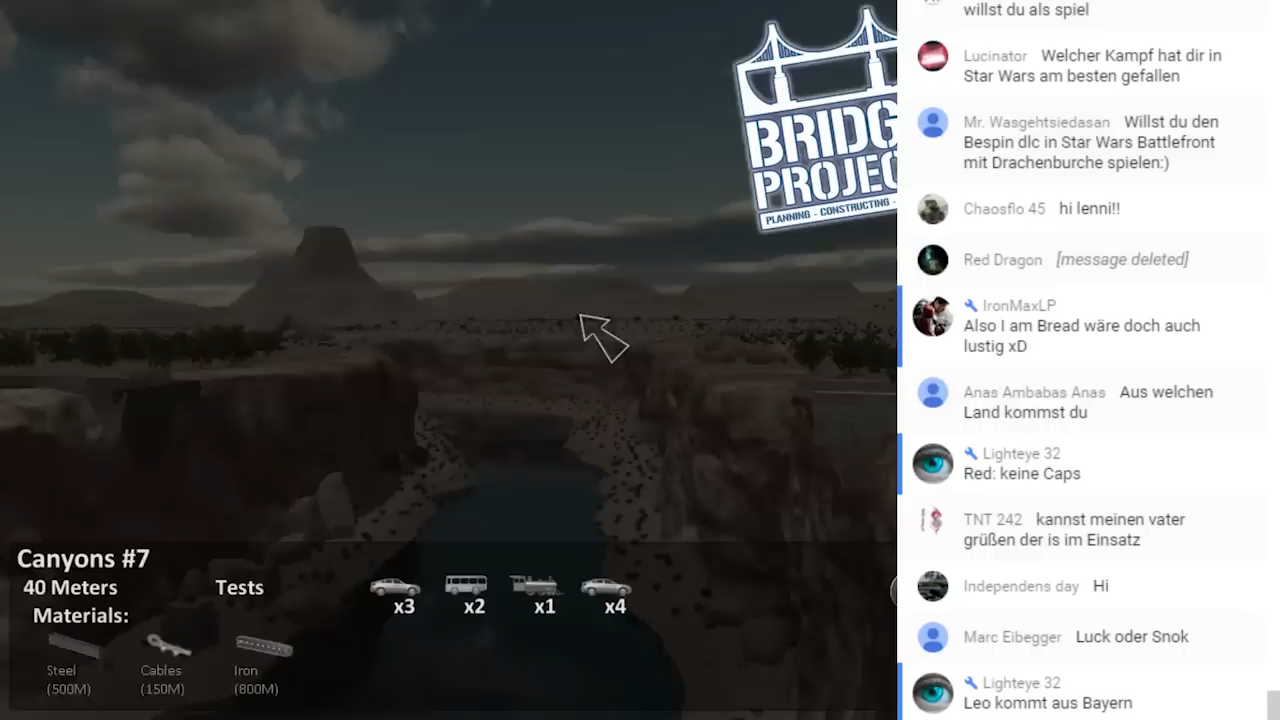 BRIDG
PROJEC
PLANNING - CONSTRUCTING -
Canyons #7
40 Meters
Tests
Materials:
x3
x2
x1
x4
Steel
(500M)
Cables
(150M)
Iron
(800M)
willst du als spiel
Lucinator Welcher Kampf hat dir in
Star Wars am besten gefallen
Mr. Wasgehtsiedasan Willst du den
Bespin dlc in Star Wars Battlefront
mit Drachenburche spielen:)
Chaosflo 45 hi lenni!!
Red Dragon [message deleted]
IronMaxLP
Also I am Bread wäre doch auch
lustig xD
Anas Ambabas Anas Aus welchen
Land kommst du
Lighteye 32
Red: keine Caps
TNT 242 kannst meinen vater
grüßen der is im Einsatz
Independens day Hi
Marc Eibegger Luck oder Snok
Lighteye 32
Leo kommt aus Bayern